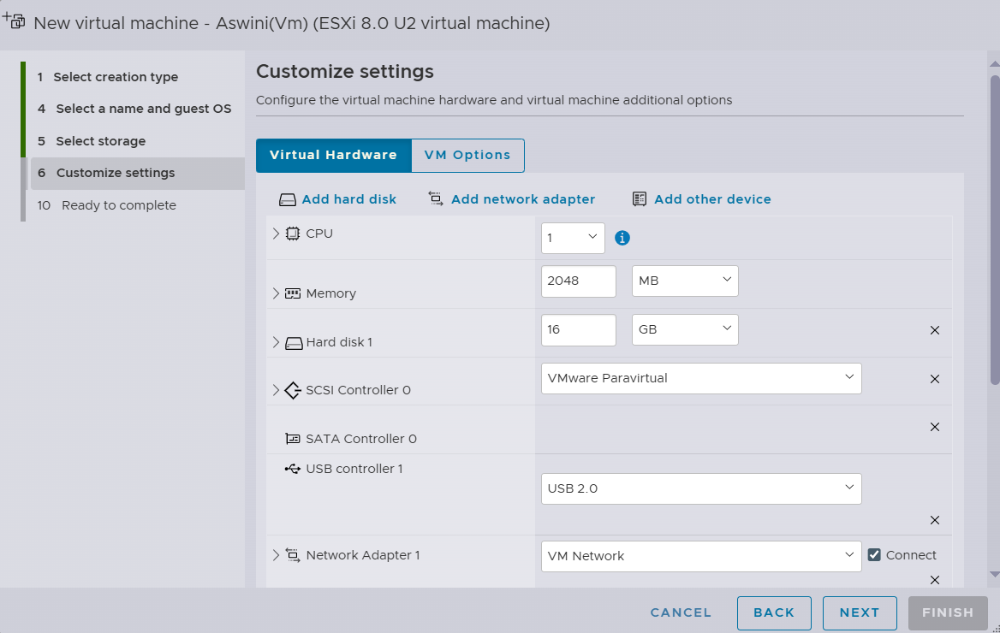 New virtual machine - Aswini(Vm) (ESXi 8.0 U2 virtual machine)
1 Select creation type
4 Select a name and guest OS
5 Select storage
6 Customize settings
10 Ready to complete
Customize settings
Configure the virtual machine hardware and virtual machine additional options
Virtual Hardware
VM Options
Add hard disk
Add network adapter
Add other device
CPU
1
Memory
2048
MB
Hard disk 1
16
GB
SCSI Controller 0
VMware Paravirtual
SATA Controller 0
USB controller 1
USB 2.0
Network Adapter 1
VM Network
Connect
CANCEL
BACK
NEXT
FINISH